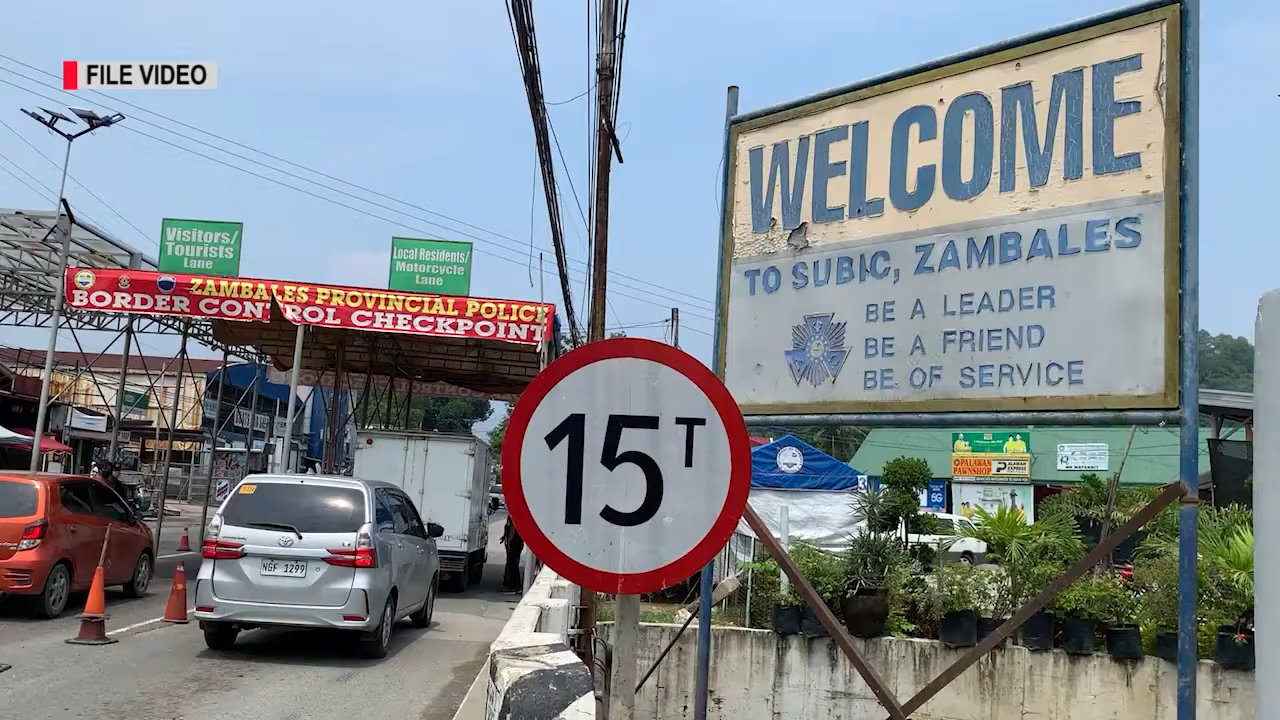 FILE VIDEO
Visitors/
Tourists
Lane
Local Residents/
Motorcycle
Lane
ZAMBALES PROVINCIAL POLICE
BORDER CONTROL CHECKPOINT
WELCOME
TO SUBIC, ZAMBALES
BE A LEADER
BE A FRIEND
BE OF SERVICE
15T
NGF 1299
PALAWAN
PAWNSHOP
PALAWAN
EXPRESS
5G